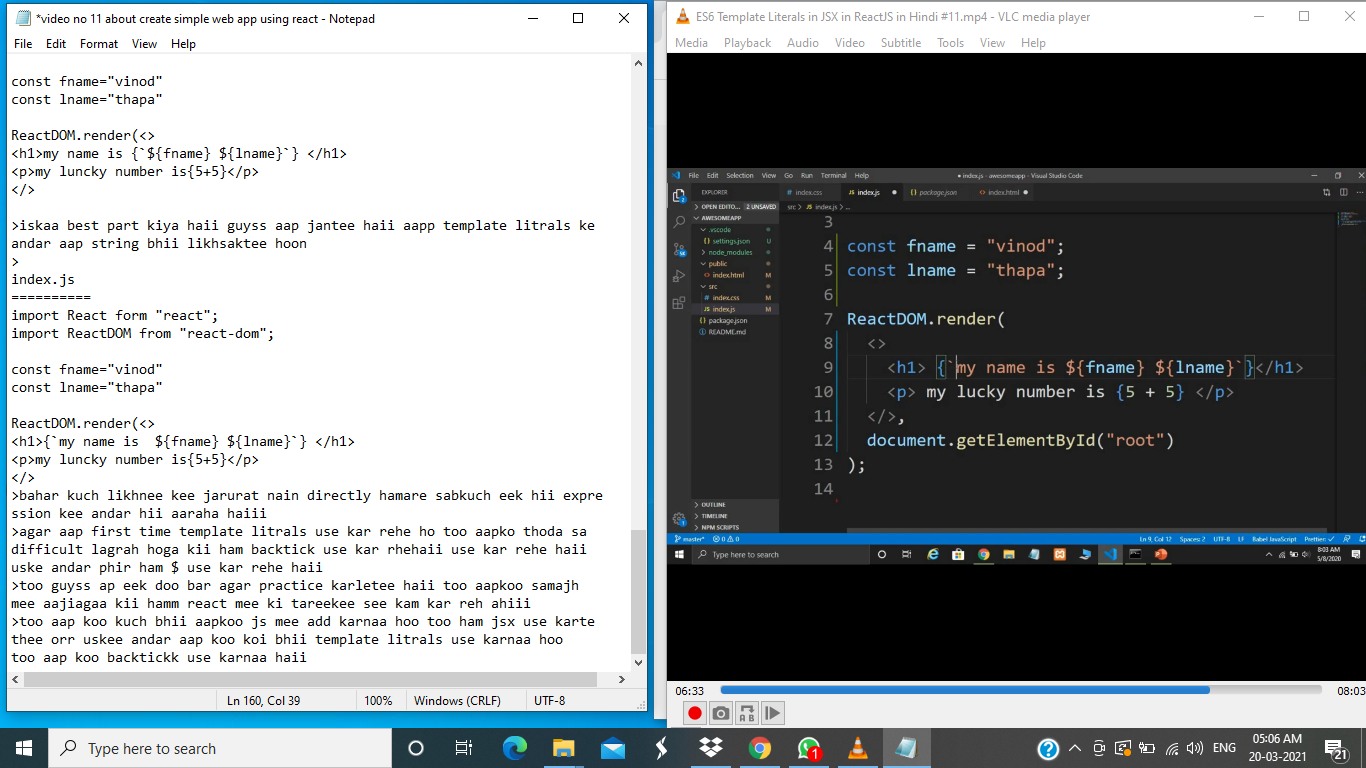 *video no 11 about create simple web app using react - Notepad
File Edit Format View Help
const fname="vinod"
const lname="thapa"
ReactDOM.render(<>
<h1>my name is {`${fname} ${lname}`} </h1>
<p>my luncky number is{5+5}</p>
</>
>iskaa best part kiya haii guyss aap jantee haii aapp template litrals ke
andar aap string bhii likhsaktee hoon
>
index.js
==========
import React form "react";
import ReactDOM from "react-dom";
const fname="vinod"
const lname="thapa"
ReactDOM.render(<>
<h1>{`my name is  ${fname} ${lname}`} </h1>
<p>my luncky number is{5+5}</p>
</>
>bahar kuch likhnee kee jarurat nain directly hamare sabkuch eek hii expre
ssion kee andar hii aaraha haiii
>agar aap first time template litrals use kar rehe ho too aapko thoda sa
difficult lagrah hoga kii ham backtick use kar rhehaii use kar rehe haii
uske andar phir ham $ use kar rehe haii
>too guyss ap eek doo bar agar practice karletee haii too aapkoo samajh
mee aajiagaa kii hamm react mee ki tareekee see kam kar reh ahiii
>too aap koo kuch bhii aapkoo js mee add karnaa hoo too ham jsx use karte
thee orr uskee andar aap koo koi bhii template litrals use karnaa hoo
too aap koo backtickk use karnaa haii
Ln 160, Col 39 100% Windows (CRLF) UTF-8
ES6 Template Literals in JSX in ReactJS in Hindi #11.mp4 - VLC media player
Media Playback Audio Video Subtitle Tools View Help
File Edit Selection View Go Run Terminal Help
● index.js - awesomeapp - Visual Studio Code
EXPLORER
# index.css JS index.js ● {} package.json <> index.html ●
> OPEN EDITO... 2 UNSAVED
src > JS index.js > ...
AWESOMEAPP
.vscode
{} settings.json U
> node_modules
public
<> index.html M
src
# index.css M
JS index.js M
{} package.json
README.md
> OUTLINE
> TIMELINE
> NPM SCRIPTS
3
4 const fname = "vinod";
5 const lname = "thapa";
6
7 ReactDOM.render(
8 <>
9 <h1> {`my name is ${fname} ${lname}`}</h1>
10 <p> my lucky number is {5 + 5} </p>
11 </>,
12 document.getElementById("root")
13 );
14
master* 0 0 Ln 9, Col 12 Spaces: 2 UTF-8 LF Babel JavaScript Prettier: ✓
Type here to search
8:03 AM
5/8/2020
06:33 08:03
A B
Type here to search
1
ENG
05:06 AM
20-03-2021
21